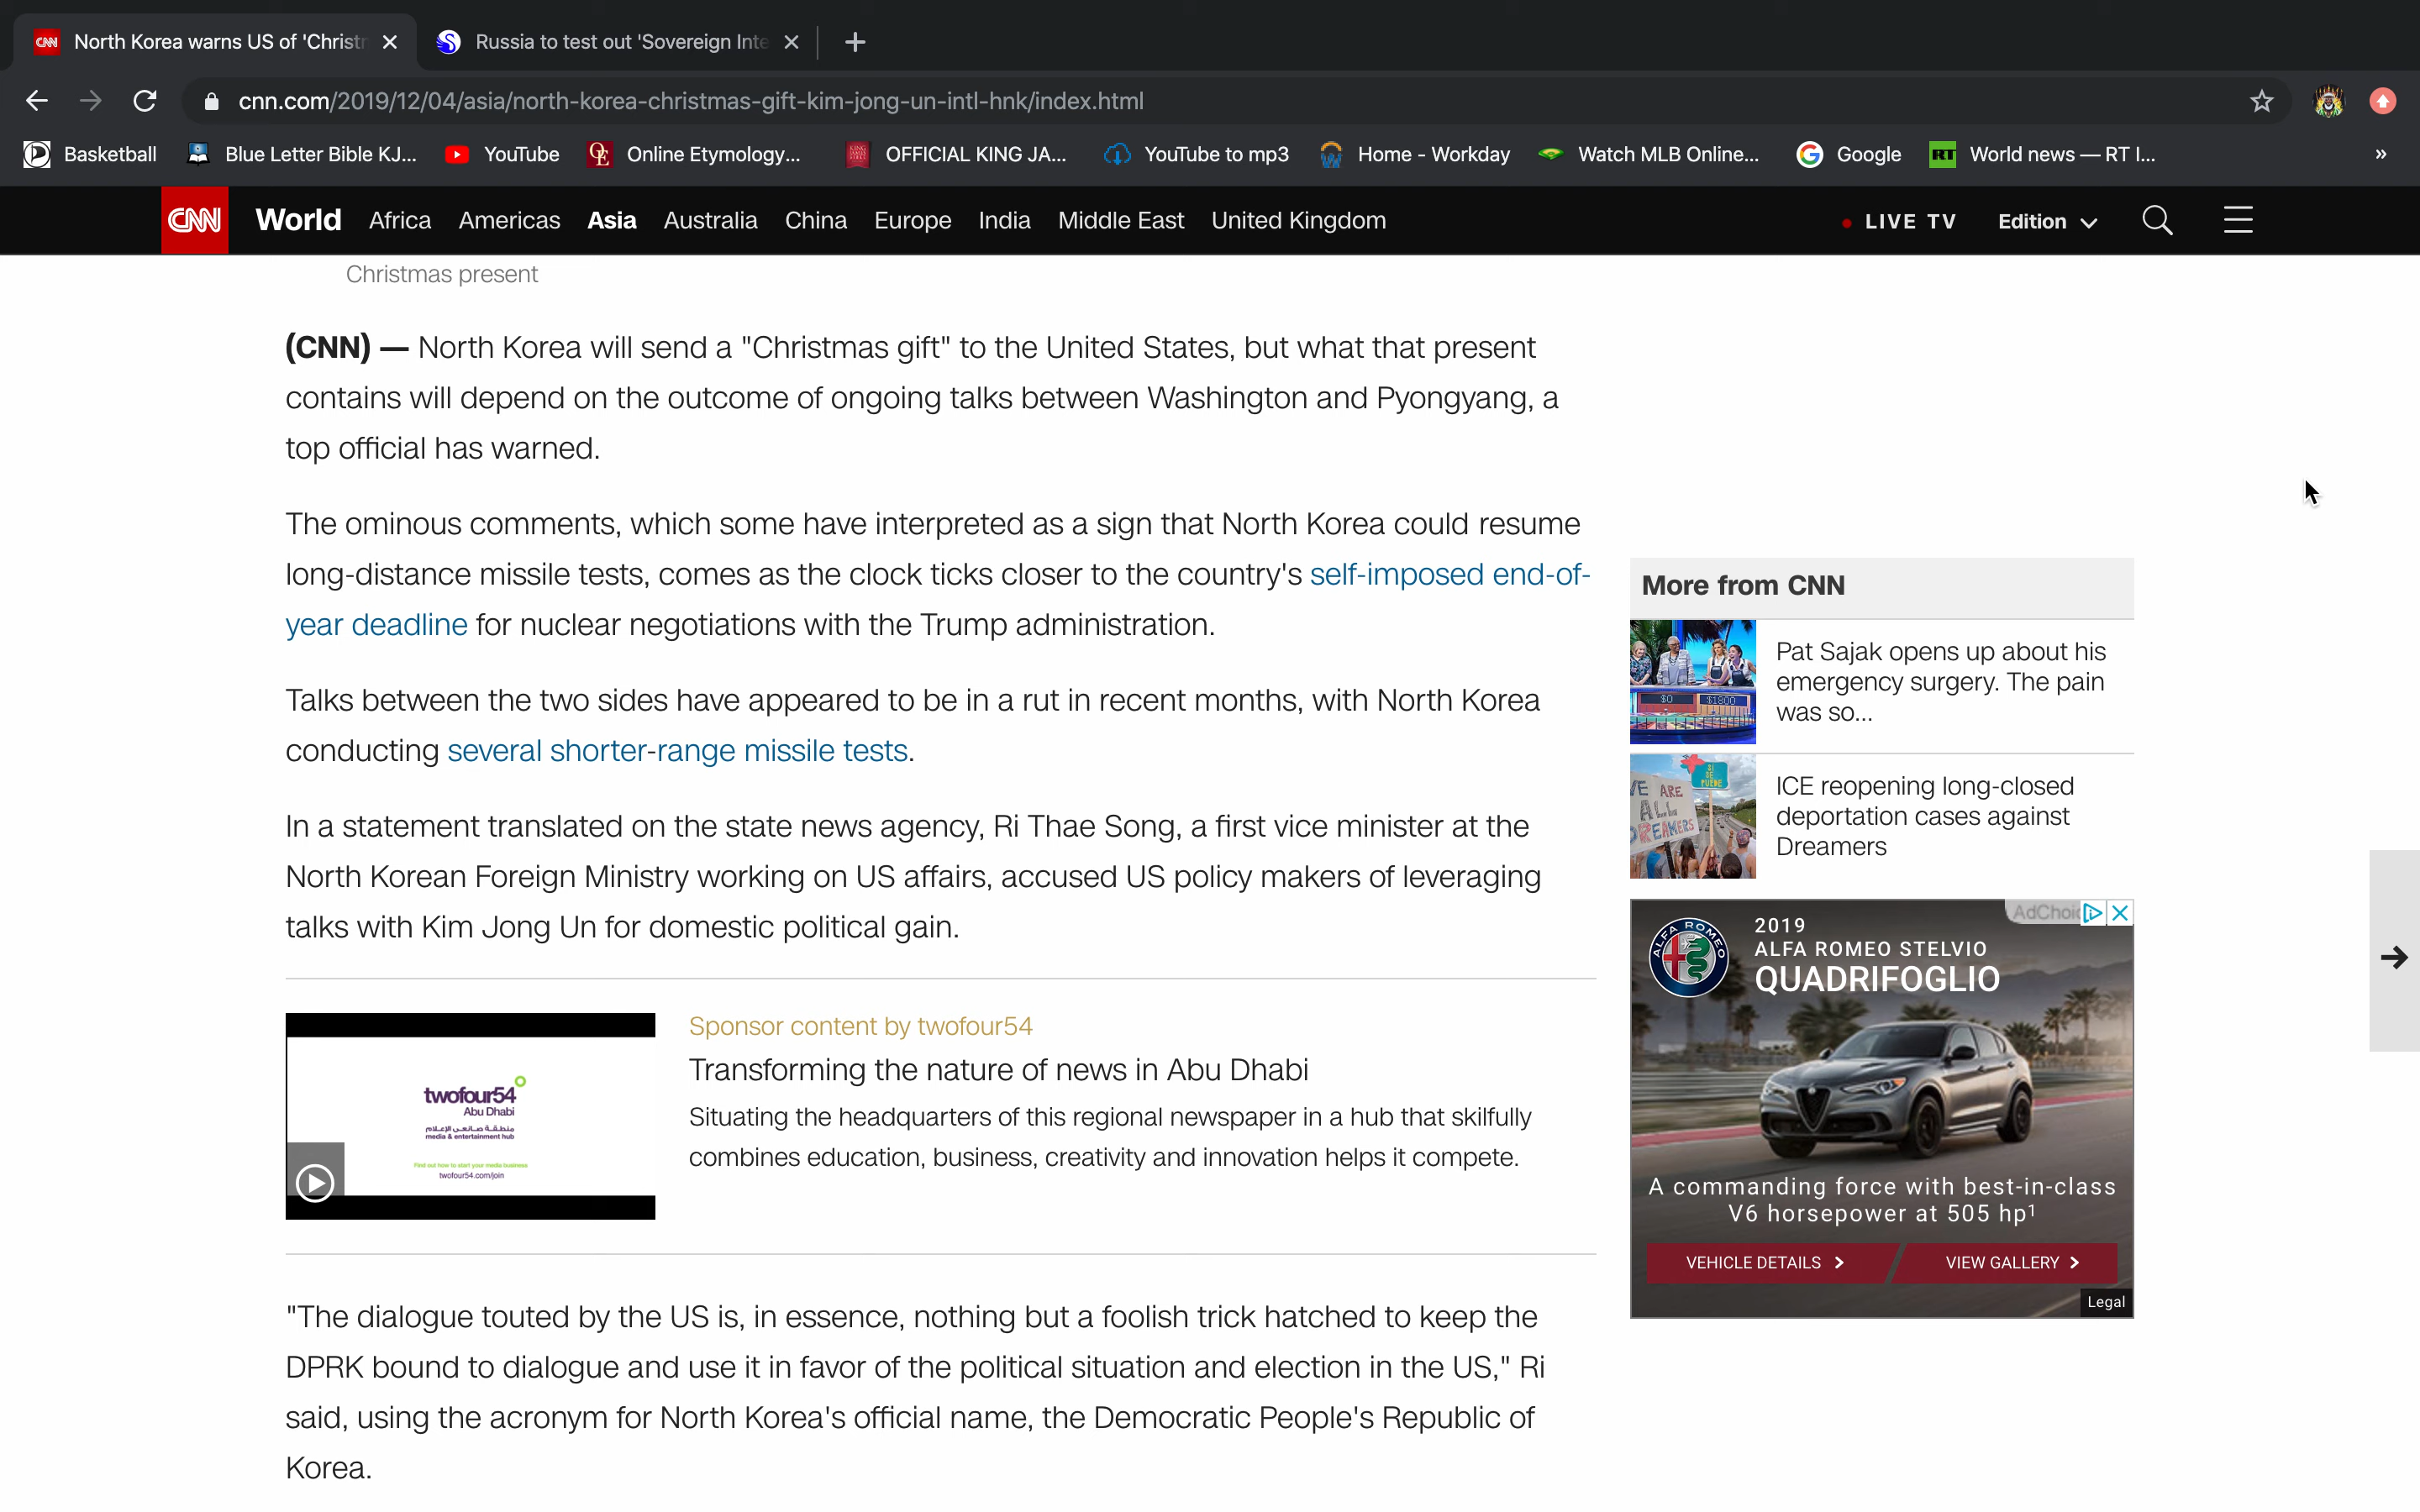 CNN North Korea warns US of 'Christ
Russia to test out 'Sovereign Inte
cnn.com/2019/12/04/asia/north-korea-christmas-gift-kim-jong-un-intl-hnk/index.html
Basketball Blue Letter Bible KJ... YouTube Online Etymology... OFFICIAL KING JA... YouTube to mp3 Home - Workday Watch MLB Online... Google RT World news — RT I... »
CNN World Africa Americas Asia Australia China Europe India Middle East United Kingdom LIVE TV Edition
Christmas present
(CNN) — North Korea will send a "Christmas gift" to the United States, but what that present
contains will depend on the outcome of ongoing talks between Washington and Pyongyang, a
top official has warned.
The ominous comments, which some have interpreted as a sign that North Korea could resume
long-distance missile tests, comes as the clock ticks closer to the country's self-imposed end-of-
year deadline for nuclear negotiations with the Trump administration.
Talks between the two sides have appeared to be in a rut in recent months, with North Korea
conducting several shorter-range missile tests.
In a statement translated on the state news agency, Ri Thae Song, a first vice minister at the
North Korean Foreign Ministry working on US affairs, accused US policy makers of leveraging
talks with Kim Jong Un for domestic political gain.
twofour54
Abu Dhabi
media & entertainment hub
Find out how to start your media business
twofour54.com/join
Sponsor content by twofour54
Transforming the nature of news in Abu Dhabi
Situating the headquarters of this regional newspaper in a hub that skilfully
combines education, business, creativity and innovation helps it compete.
"The dialogue touted by the US is, in essence, nothing but a foolish trick hatched to keep the
DPRK bound to dialogue and use it in favor of the political situation and election in the US," Ri
said, using the acronym for North Korea's official name, the Democratic People's Republic of
Korea.
More from CNN
$0 $1800
Pat Sajak opens up about his
emergency surgery. The pain
was so...
VE ARE
ALL
DREAMERS
ICE reopening long-closed
deportation cases against
Dreamers
AdChoic
ALFA ROMEO
2019
ALFA ROMEO STELVIO
QUADRIFOGLIO
A commanding force with best-in-class
V6 horsepower at 505 hp¹
VEHICLE DETAILS VIEW GALLERY
Legal